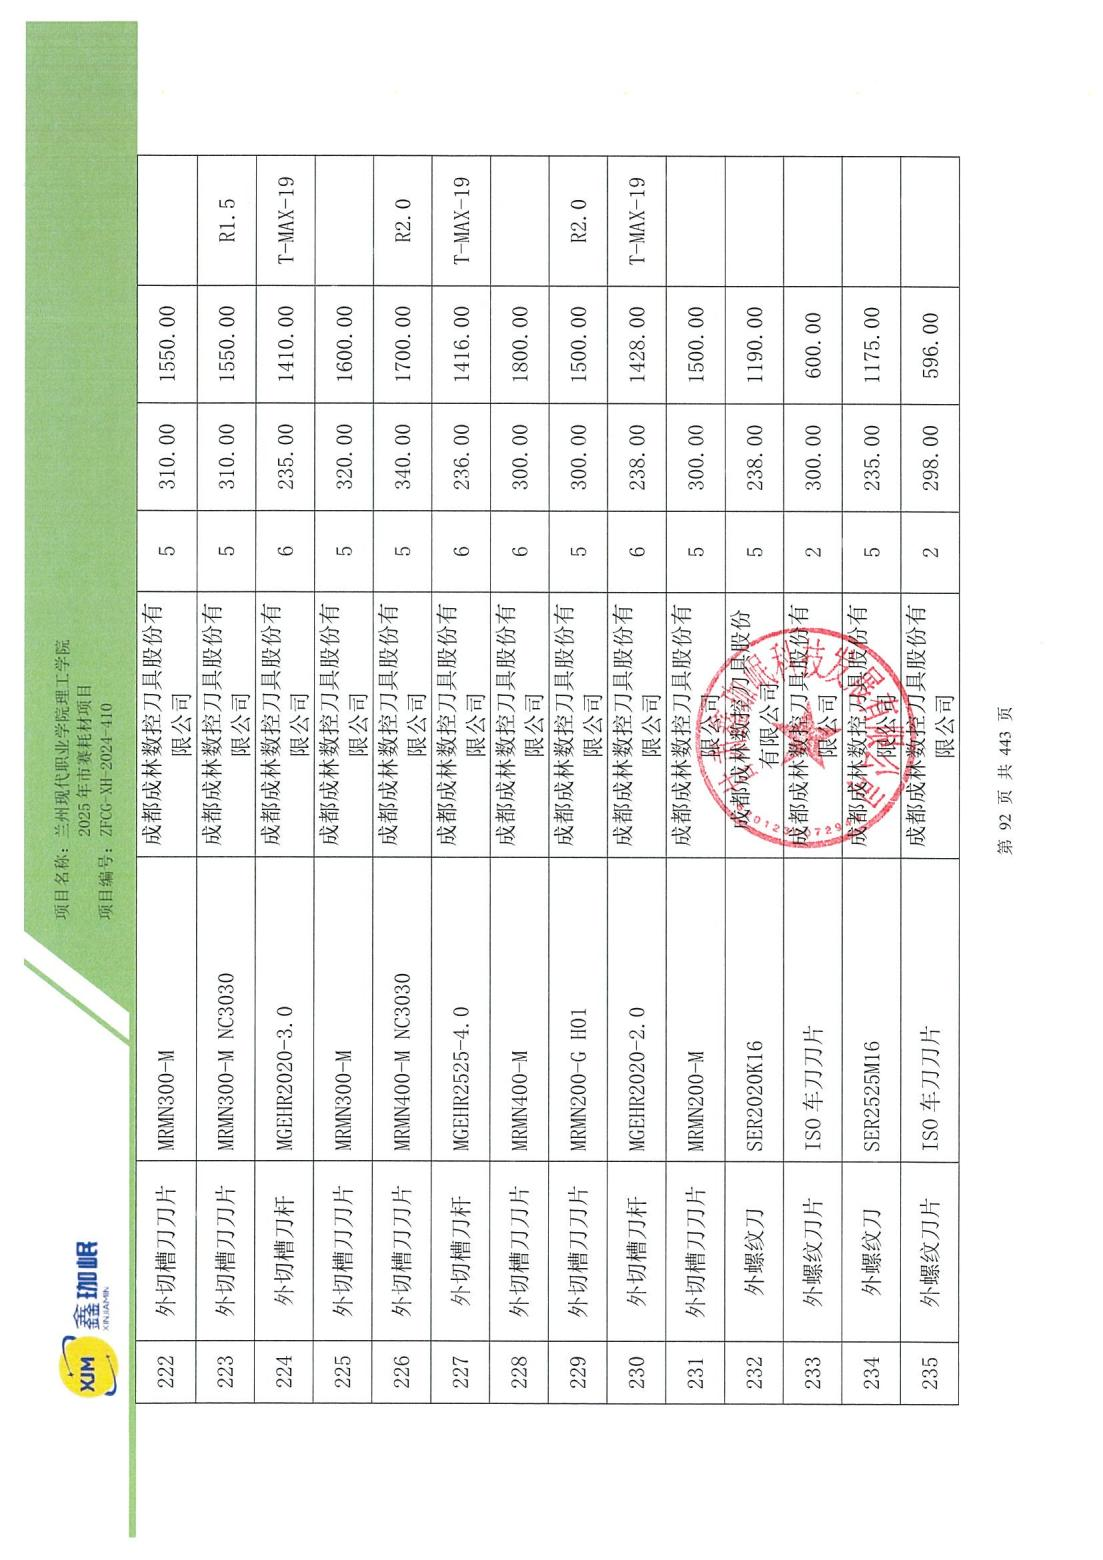 XJM 鑫珈岷
XINJIAMIN
项目名称：兰州现代职业学院理工学院
2025年市赛耗材项目
项目编号：ZFCG-XH-2024-410
222 外切槽刀刀片 MRMN300-M 成都成林数控刀具股份有限公司 5 310.00 1550.00
223 外切槽刀刀片 MRMN300-M NC3030 成都成林数控刀具股份有限公司 5 310.00 1550.00 R1.5
224 外切槽刀杆 MGEHR2020-3.0 成都成林数控刀具股份有限公司 6 235.00 1410.00 T-MAX-19
225 外切槽刀刀片 MRMN300-M 成都成林数控刀具股份有限公司 5 320.00 1600.00
226 外切槽刀刀片 MRMN400-M NC3030 成都成林数控刀具股份有限公司 5 340.00 1700.00 R2.0
227 外切槽刀杆 MGEHR2525-4.0 成都成林数控刀具股份有限公司 6 236.00 1416.00 T-MAX-19
228 外切槽刀刀片 MRMN400-M 成都成林数控刀具股份有限公司 6 300.00 1800.00
229 外切槽刀刀片 MRMN200-G H01 成都成林数控刀具股份有限公司 5 300.00 1500.00 R2.0
230 外切槽刀杆 MGEHR2020-2.0 成都成林数控刀具股份有限公司 6 238.00 1428.00 T-MAX-19
231 外切槽刀刀片 MRMN200-M 成都成林数控刀具股份有限公司 5 300.00 1500.00
232 外螺纹刀 SER2020K16 成都成林数控刀具股份有限公司 5 238.00 1190.00
233 外螺纹刀片 ISO车刀刀片 成都成林数控刀具股份有限公司 2 300.00 600.00
234 外螺纹刀 SER2525M16 成都成林数控刀具股份有限公司 5 235.00 1175.00
235 外螺纹刀片 ISO车刀刀片 成都成林数控刀具股份有限公司 2 298.00 596.00
珈岷科技发展有限公司
第 92 页 共 443 页